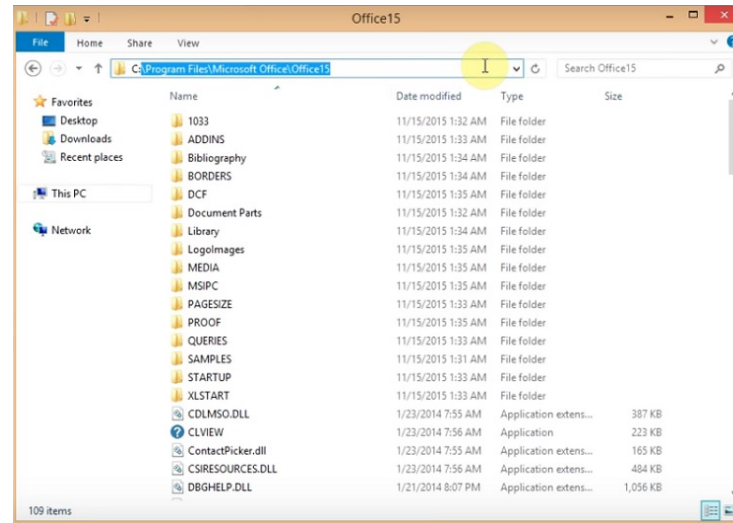 Office15
File Home Share View
C:\Program Files\Microsoft Office\Office15 Search Office15
Name Date modified Type Size
Favorites
Desktop
Downloads
Recent places
This PC
Network
1033 11/15/2015 1:32 AM File folder
ADDINS 11/15/2015 1:33 AM File folder
Bibliography 11/15/2015 1:34 AM File folder
BORDERS 11/15/2015 1:34 AM File folder
DCF 11/15/2015 1:35 AM File folder
Document Parts 11/15/2015 1:32 AM File folder
Library 11/15/2015 1:34 AM File folder
LogoImages 11/15/2015 1:35 AM File folder
MEDIA 11/15/2015 1:35 AM File folder
MSIPC 11/15/2015 1:35 AM File folder
PAGESIZE 11/15/2015 1:33 AM File folder
PROOF 11/15/2015 1:35 AM File folder
QUERIES 11/15/2015 1:33 AM File folder
SAMPLES 11/15/2015 1:31 AM File folder
STARTUP 11/15/2015 1:33 AM File folder
XLSTART 11/15/2015 1:33 AM File folder
CDLMSO.DLL 1/23/2014 7:55 AM Application extens... 387 KB
CLVIEW 1/23/2014 7:56 AM Application 223 KB
ContactPicker.dll 1/23/2014 7:55 AM Application extens... 165 KB
CSIRESOURCES.DLL 1/23/2014 7:56 AM Application extens... 484 KB
DBGHELP.DLL 1/21/2014 8:07 PM Application extens... 1,056 KB
109 items